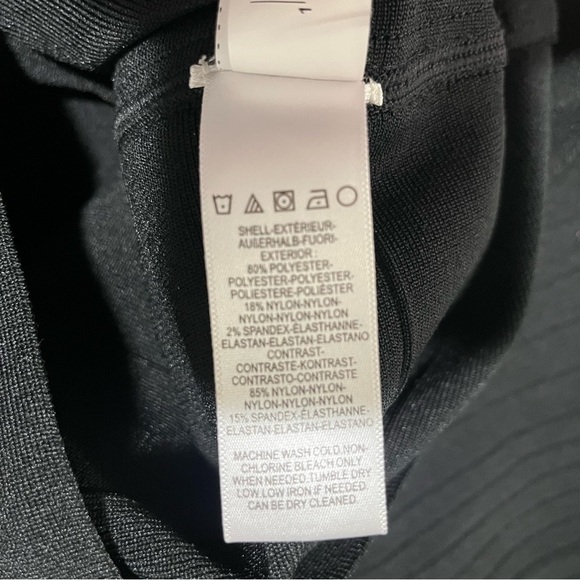 1
SHELL-EXTÉRIEUR-
AUßERHALB-FUORI-
EXTERIOR :
80% POLYESTER-
POLYESTER-POLYESTER-
POLIESTERE-POLIÉSTER
18% NYLON-NYLON-
NYLON-NYLON-NYLON
2% SPANDEX-ÉLASTHANNE-
ELASTAN-ELASTAN-ELASTANO
CONTRAST-
CONTRASTE-KONTRAST-
CONTRASTO-CONTRASTE
85% NYLON-NYLON-
NYLON-NYLON-NYLON
15% SPANDEX-ÉLASTHANNE-
ELASTAN-ELASTAN-ELASTANO
MACHINE WASH COLD.NON-
CHLORINE BLEACH ONLY
WHEN NEEDED.TUMBLE DRY
LOW.LOW IRON IF NEEDED.
CAN BE DRY CLEANED.